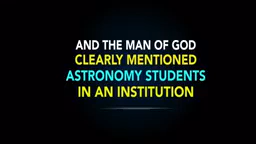 AND THE MAN OF GOD
CLEARLY MENTIONED
ASTRONOMY STUDENTS
IN AN INSTITUTION